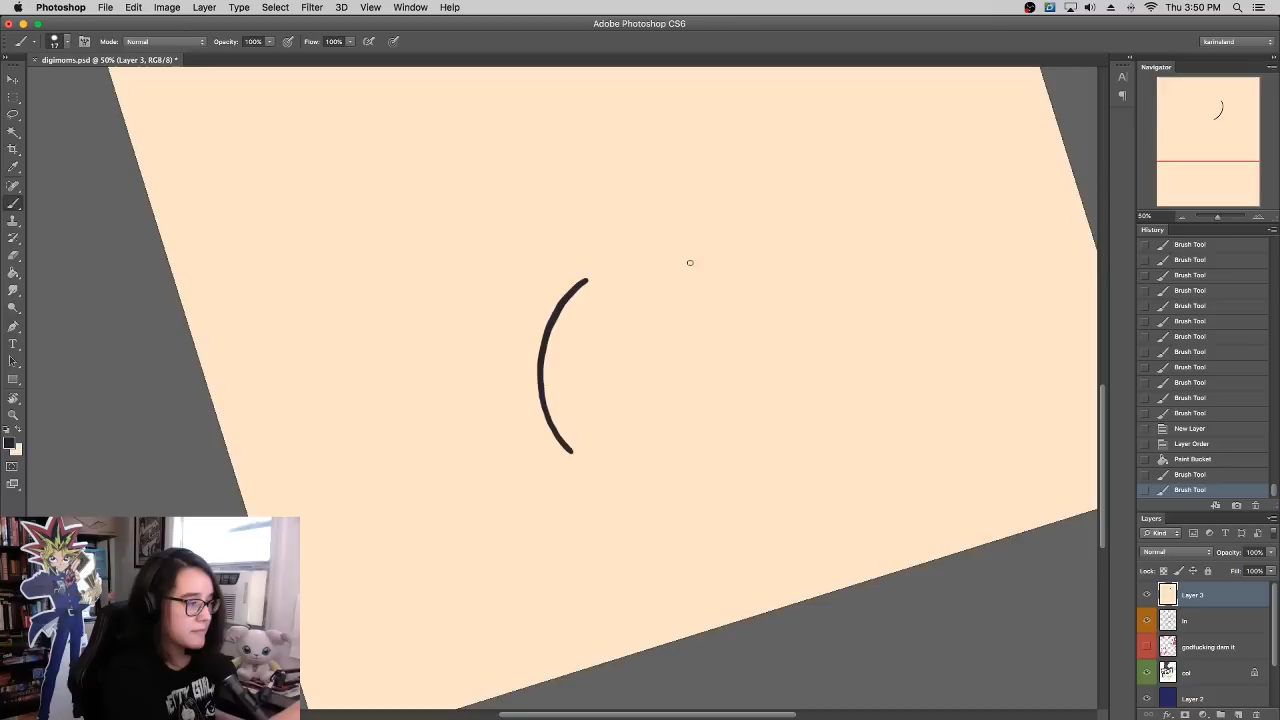 Photoshop File Edit Image Layer Type Select Filter 3D View Window Help Thu 3:50 PM
Adobe Photoshop CS6
17 Mode: Normal Opacity: 100% Flow: 100% karinaland
digimoms.psd @ 50% (Layer 3, RGB/8) *
Navigator
50%
History
Brush Tool
Brush Tool
Brush Tool
Brush Tool
Brush Tool
Brush Tool
Brush Tool
Brush Tool
Brush Tool
Brush Tool
Brush Tool
Brush Tool
New Layer
Layer Order
Paint Bucket
Brush Tool
Brush Tool
Layers
Kind
Normal Opacity: 100%
Lock: Fill: 100%
Layer 3
godfucking dam it
col
Layer 2
CITY GIRL